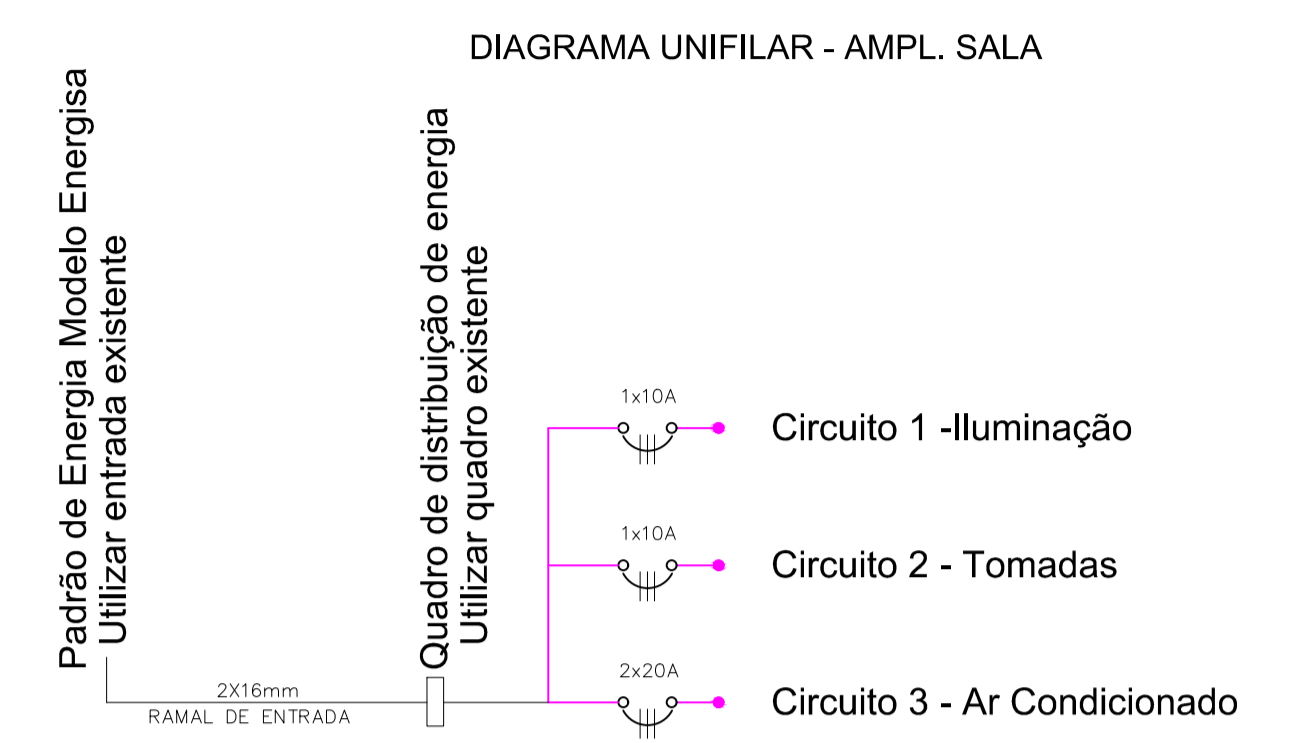 DIAGRAMA UNIFILAR - AMPL. SALA
Padrão de Energia Modelo Energisa
Utilizar entrada existente
Quadro de distribuição de energia
Utilizar quadro existente
1x10A
Circuito 1 -Iluminação
1x10A
Circuito 2 - Tomadas
2x20A
Circuito 3 - Ar Condicionado
2X16mm
RAMAL DE ENTRADA